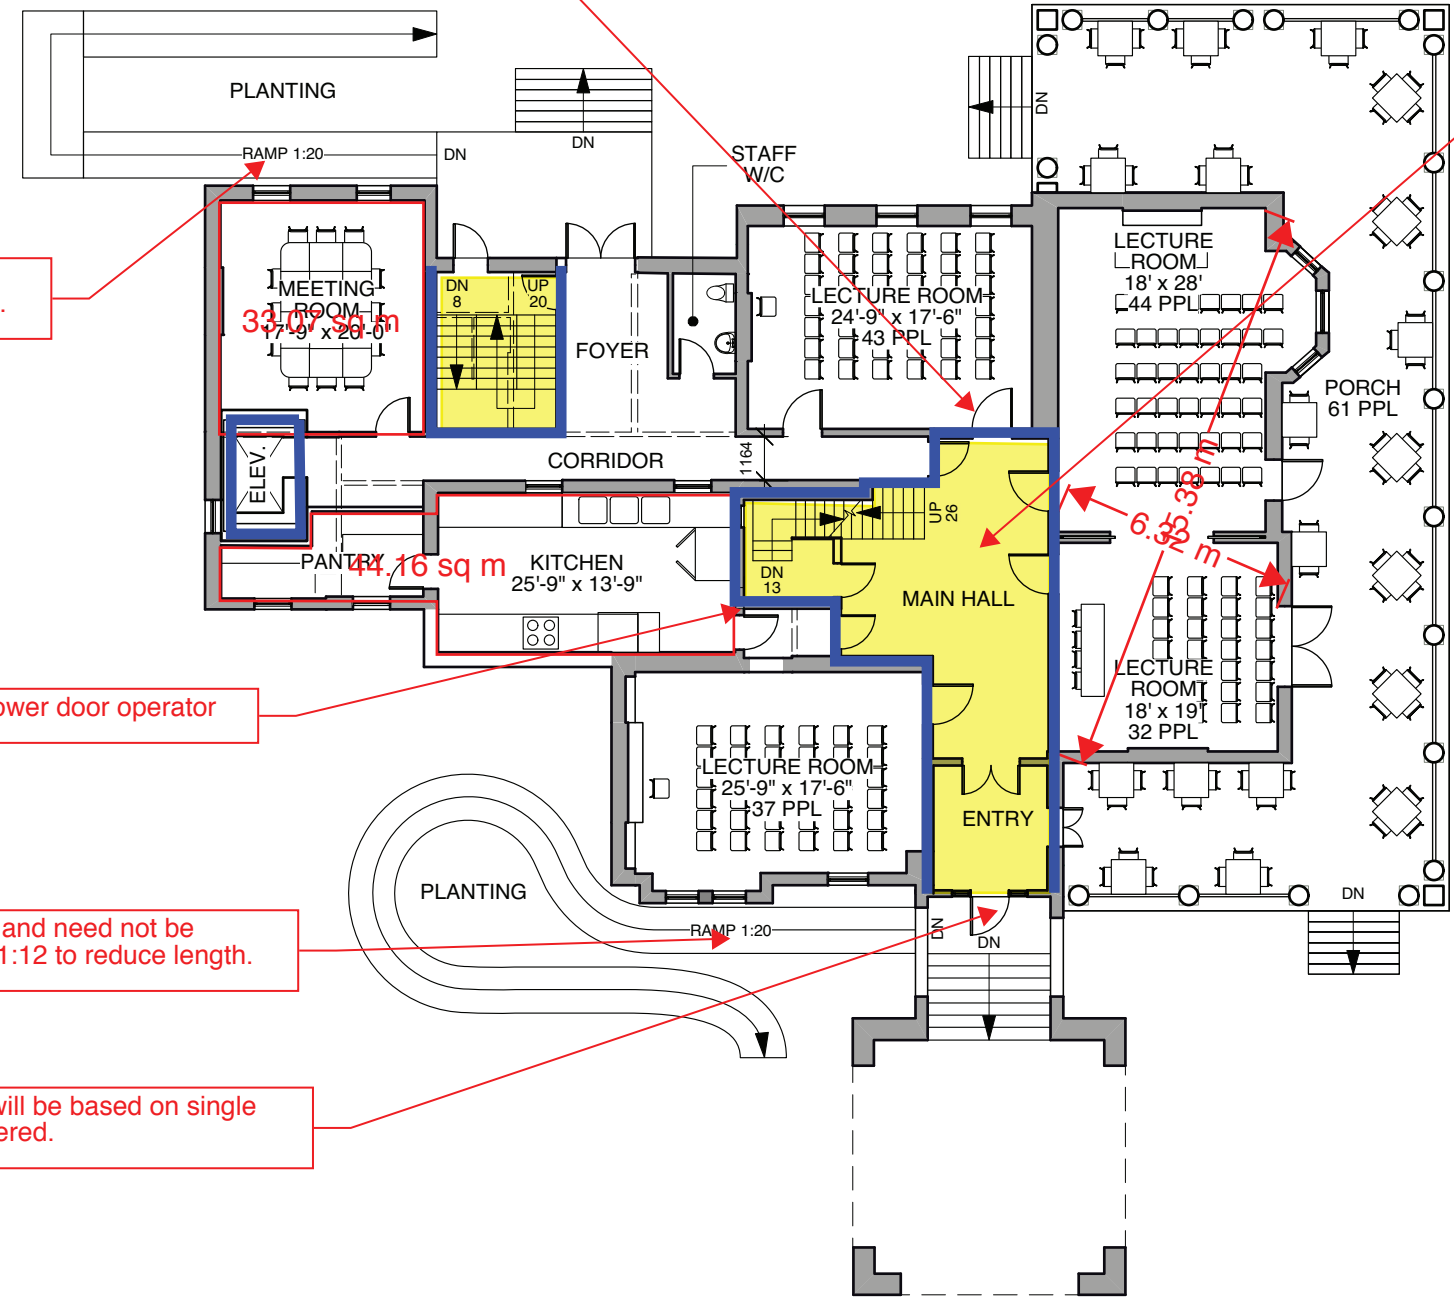 PLANTING
DN
DN
RAMP 1:20
DN
STAFF
W/C
MEETING
ROOM
17'-9" x 20'-0"
33.07 sq m
.
DN
8
UP
20
FOYER
LECTURE ROOM
24'-9" x 17'-6"
43 PPL
LECTURE
ROOM
18' x 28'
44 PPL
PORCH
61 PPL
ELEV.
CORRIDOR
1164
6.32 m
15.38 m
PANTRY
44.16 sq m
KITCHEN
25'-9" x 13'-9"
UP
26
DN
13
MAIN HALL
LECTURE
ROOM
18' x 19'
32 PPL
ower door operator
LECTURE ROOM
25'-9" x 17'-6"
37 PPL
ENTRY
PLANTING
and need not be
1:12 to reduce length.
RAMP 1:20
DN
DN
DN
will be based on single
ered.